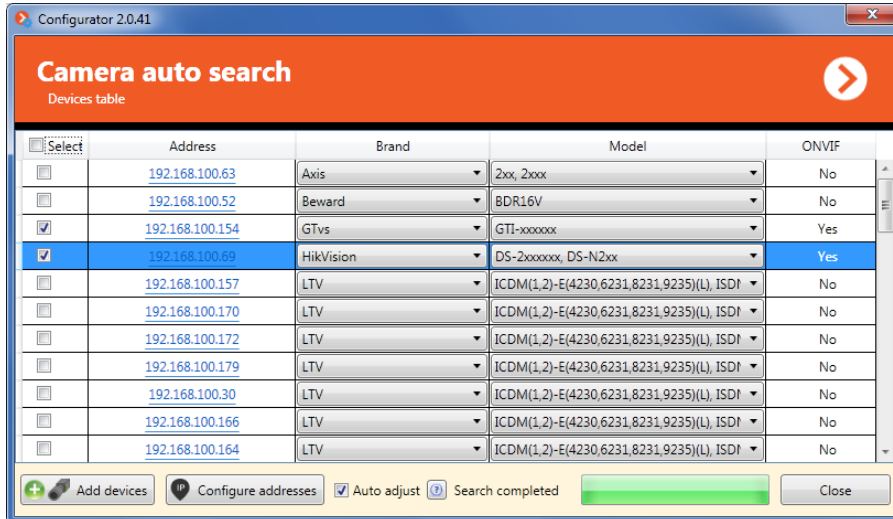 Configurator 2.0.41
Camera auto search
Devices table
Select Address Brand Model ONVIF
192.168.100.63 Axis 2xx, 2xxx No
192.168.100.52 Beward BDR16V No
192.168.100.154 GTvs GTI-xxxxxx Yes
192.168.100.69 HikVision DS-2xxxxxx, DS-N2xx Yes
192.168.100.157 LTV ICDM(1,2)-E(4230,6231,8231,9235)(L), ISDI No
192.168.100.170 LTV ICDM(1,2)-E(4230,6231,8231,9235)(L), ISDI No
192.168.100.172 LTV ICDM(1,2)-E(4230,6231,8231,9235)(L), ISDI No
192.168.100.179 LTV ICDM(1,2)-E(4230,6231,8231,9235)(L), ISDI No
192.168.100.30 LTV ICDM(1,2)-E(4230,6231,8231,9235)(L), ISDI No
192.168.100.166 LTV ICDM(1,2)-E(4230,6231,8231,9235)(L), ISDI No
192.168.100.164 LTV ICDM(1,2)-E(4230,6231,8231,9235)(L), ISDI No
Add devices IP Configure addresses Auto adjust ? Search completed Close